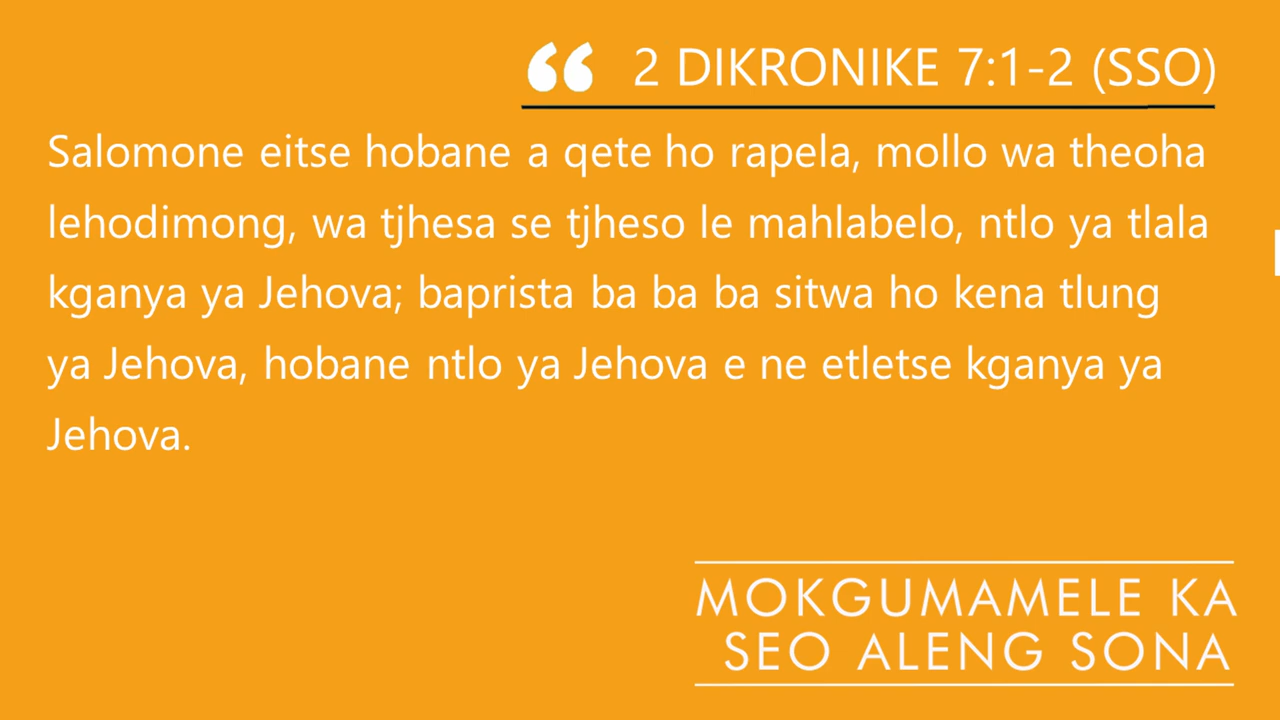 “ 2 DIKRONIKE 7:1-2 (SSO)
Salomone eitse hobane a qete ho rapela, mollo wa theoha
lehodimong, wa tjhesa se tjheso le mahlabelo, ntlo ya tlala
kganya ya Jehova; baprista ba ba ba sitwa ho kena tlung
ya Jehova, hobane ntlo ya Jehova e ne etletse kganya ya
Jehova.
MOKGUMAMELE KA
SEO ALENG SONA